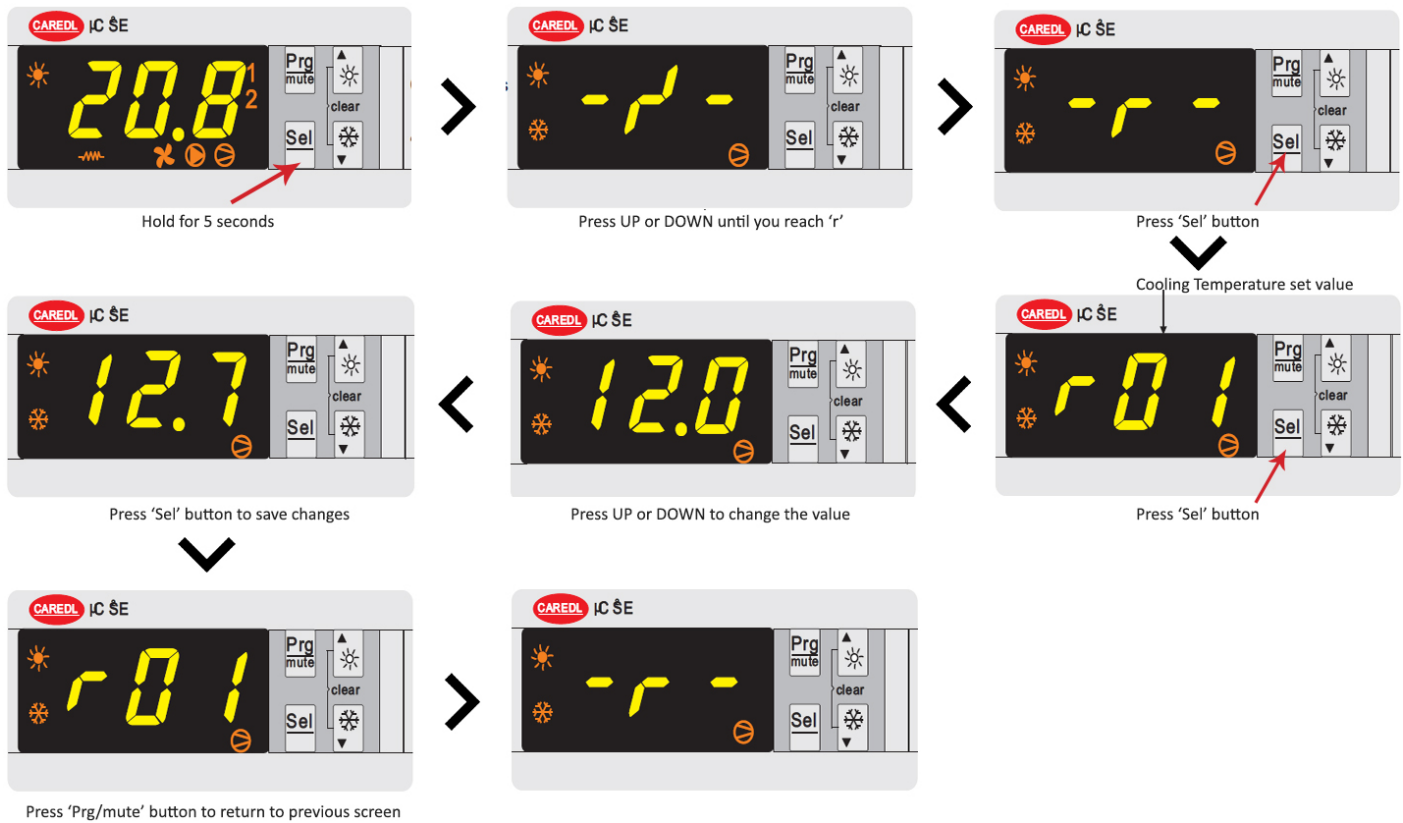 CAREDL µC ŜE
20.8
1
2
Prg
mute
clear
Sel
Hold for 5 seconds
CAREDL µC ŜE
Prg
mute
clear
Sel
Press UP or DOWN until you reach ‘r’
CAREDL µC ŜE
-r-
Prg
mute
clear
Sel
Press ‘Sel’ button
Cooling Temperature set value
CAREDL µC ŜE
r01
Prg
mute
clear
Sel
Press ‘Sel’ button
CAREDL µC ŜE
12.0
Prg
mute
clear
Sel
Press UP or DOWN to change the value
CAREDL µC ŜE
12.7
Prg
mute
clear
Sel
Press ‘Sel’ button to save changes
CAREDL µC ŜE
r01
Prg
mute
clear
Sel
Press ‘Prg/mute’ button to return to previous screen
CAREDL µC ŜE
-r-
Prg
mute
clear
Sel